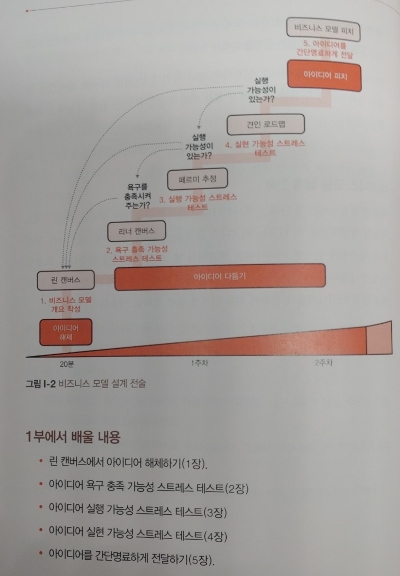 비즈니스 모델 피치
5. 아이디어를
간단명료하게 전달
아이디어 피치
실행
가능성이
있는가?
견인 로드맵
4. 실현 가능성 스트레스
테스트
실행
가능성이
있는가?
페르미 추정
3. 실행 가능성 스트레스
테스트
욕구를
충족시켜
주는가?
리너 캔버스
2. 욕구 충족 가능성
스트레스 테스트
린 캔버스
아이디어 다듬기
1. 비즈니스 모델
개요 작성
아이디어
해체
20분
1주차
2주차
그림 I-2 비즈니스 모델 설계 전술
1부에서 배울 내용
• 린 캔버스에서 아이디어 해체하기(1장).
• 아이디어 욕구 충족 가능성 스트레스 테스트(2장)
• 아이디어 실행 가능성 스트레스 테스트(3장)
• 아이디어 실현 가능성 스트레스 테스트(4장)
• 아이디어를 간단명료하게 전달하기(5장).